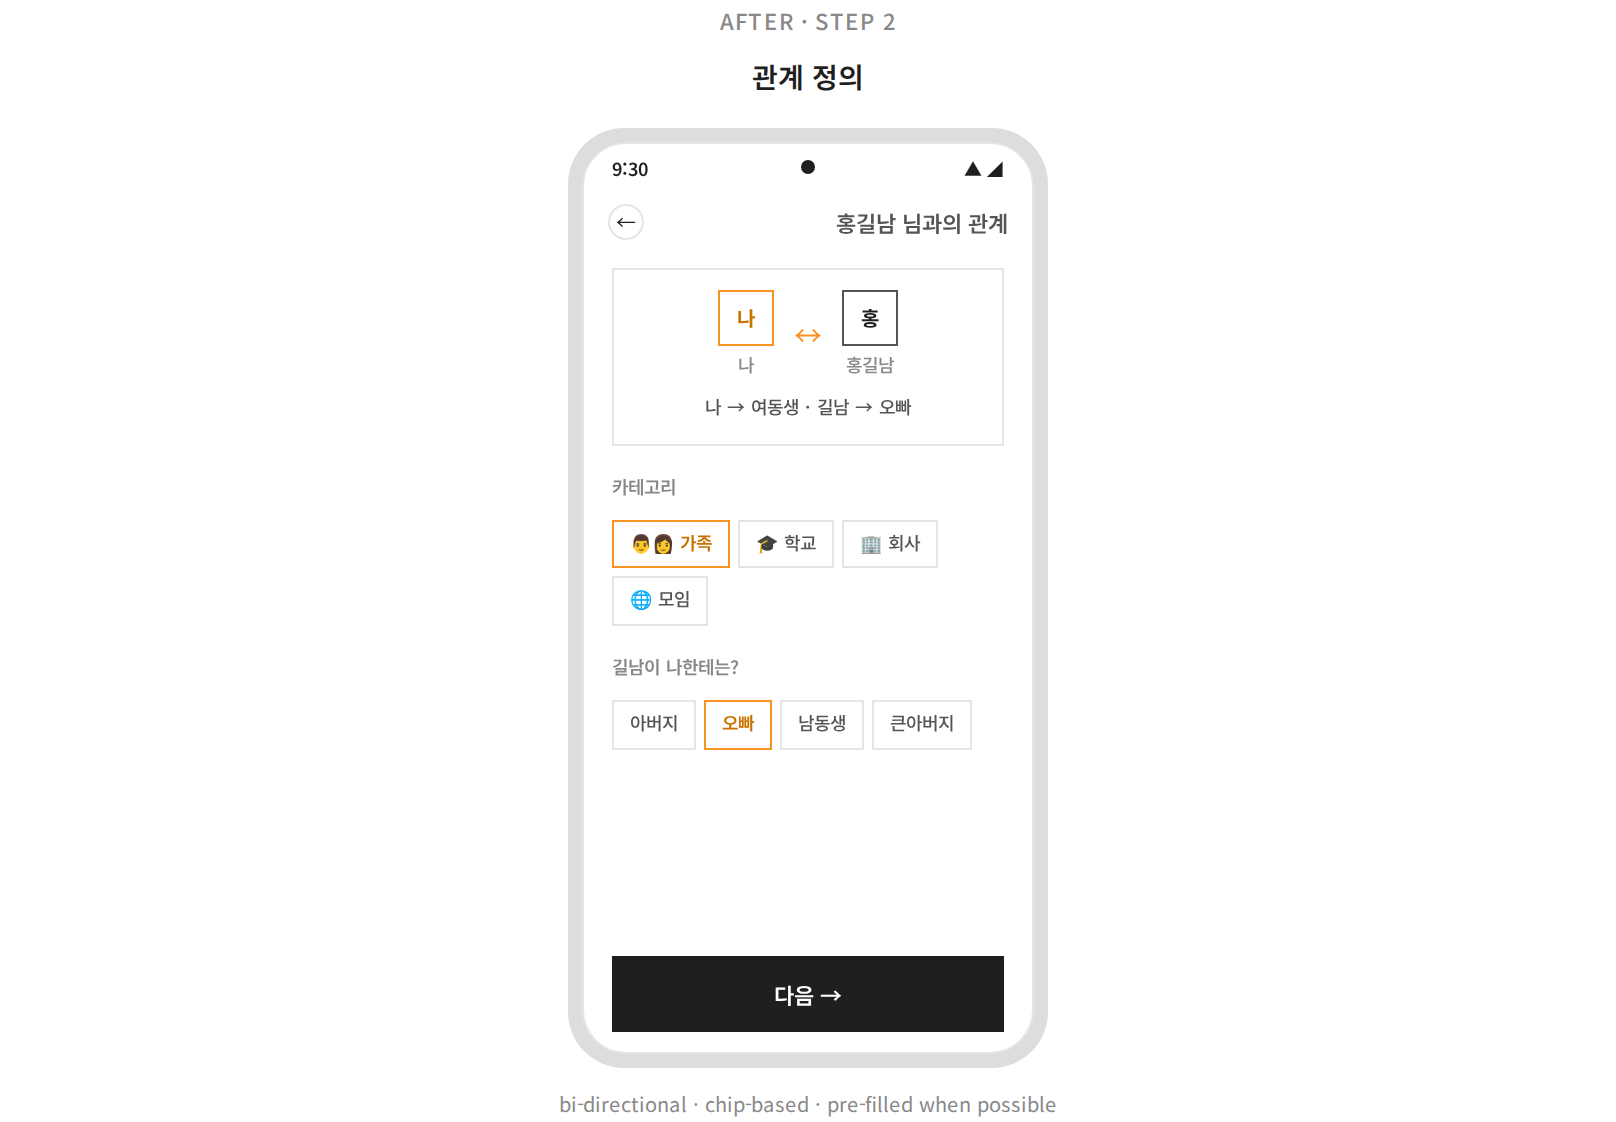 AFTER · STEP 2
관계 정의
9:30
← 홍길남 님과의 관계
나 ↔ 홍
나 홍길남
나 → 여동생 · 길남 → 오빠
카테고리
👨👩 가족 🎓 학교 🏢 회사
🌐 모임
길남이 나한테는?
아버지 오빠 남동생 큰아버지
다음 →
bi-directional · chip-based · pre-filled when possible